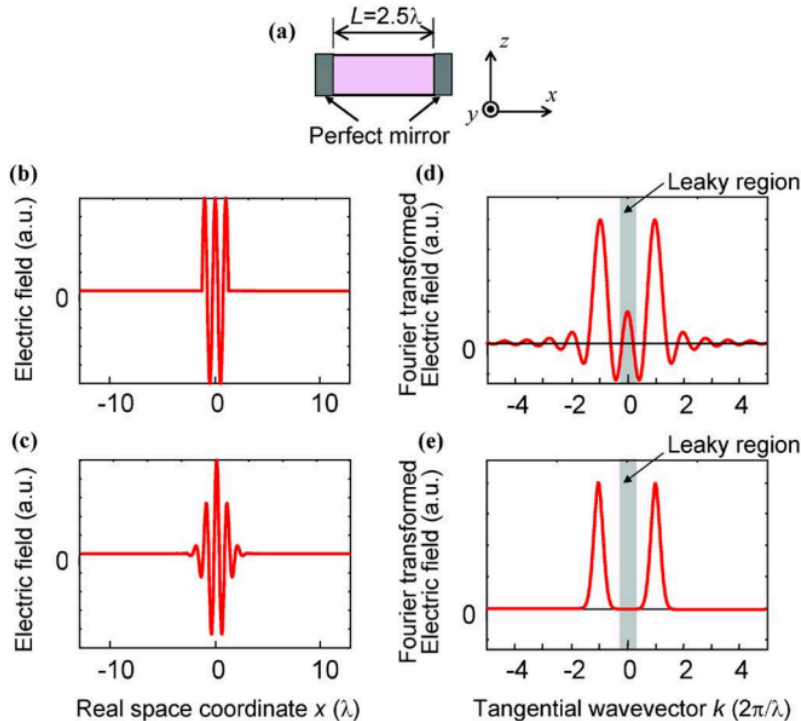 (a)
L=2.5λ
z
x
y
Perfect mirror
(b)
Electric field (a.u.)
0
-10
0
10
(d)
Leaky region
Fourier transformed
Electric field (a.u.)
0
-4
-2
0
2
4
(c)
Electric field (a.u.)
0
-10
0
10
Real space coordinate x (λ)
(e)
Leaky region
Fourier transformed
Electric field (a.u.)
0
-4
-2
0
2
4
Tangential wavevector k (2π/λ)